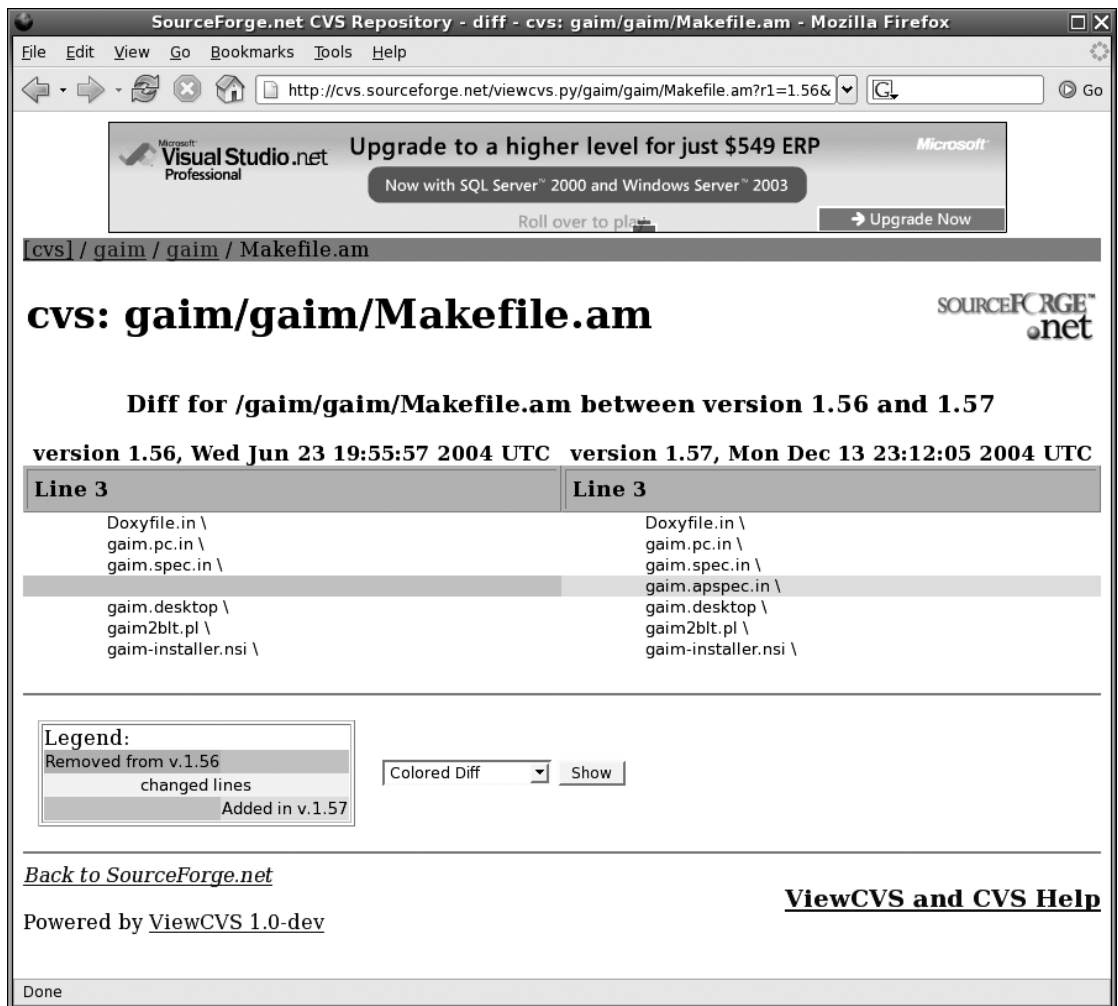 SourceForge.net CVS Repository - diff - cvs: gaim/gaim/Makefile.am - Mozilla Firefox
File Edit View Go Bookmarks Tools Help
http://cvs.sourceforge.net/viewcvs.py/gaim/gaim/Makefile.am?r1=1.56& G Go
Microsoft Visual Studio.net Professional
Upgrade to a higher level for just $549 ERP
Microsoft
Now with SQL Server™ 2000 and Windows Server™ 2003
Roll over to play
Upgrade Now
[cvs] / gaim / gaim / Makefile.am
cvs: gaim/gaim/Makefile.am
SOURCEFORGE™ .net
Diff for /gaim/gaim/Makefile.am between version 1.56 and 1.57
version 1.56, Wed Jun 23 19:55:57 2004 UTC version 1.57, Mon Dec 13 23:12:05 2004 UTC
Line 3 Line 3
Doxyfile.in \ Doxyfile.in \
gaim.pc.in \ gaim.pc.in \
gaim.spec.in \ gaim.spec.in \
gaim.apspec.in \
gaim.desktop \ gaim.desktop \
gaim2blt.pl \ gaim2blt.pl \
gaim-installer.nsi \ gaim-installer.nsi \
Legend:
Removed from v.1.56
changed lines
Added in v.1.57
Colored Diff Show
Back to SourceForge.net
ViewCVS and CVS Help
Powered by ViewCVS 1.0-dev
Done